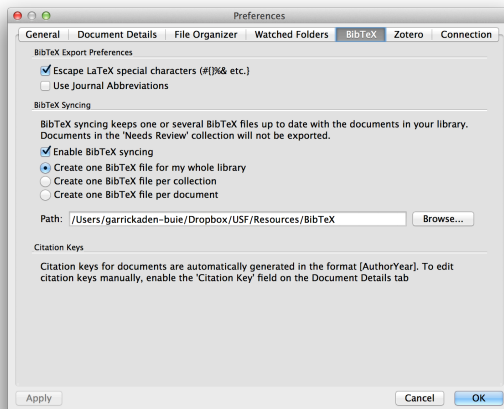 Preferences
General Document Details File Organizer Watched Folders BibTeX Zotero Connection
BibTeX Export Preferences
Escape LaTeX special characters (#{}%& etc.}
Use Journal Abbreviations
BibTeX Syncing
BibTeX syncing keeps one or several BibTeX files up to date with the documents in your library.
Documents in the 'Needs Review' collection will not be exported.
Enable BibTeX syncing
Create one BibTeX file for my whole library
Create one BibTeX file per collection
Create one BibTeX file per document
Path: /Users/garrickaden-buie/Dropbox/USF/Resources/BibTeX Browse...
Citation Keys
Citation keys for documents are automatically generated in the format [AuthorYear]. To edit
citation keys manually, enable the 'Citation Key' field on the Document Details tab
Apply Cancel OK